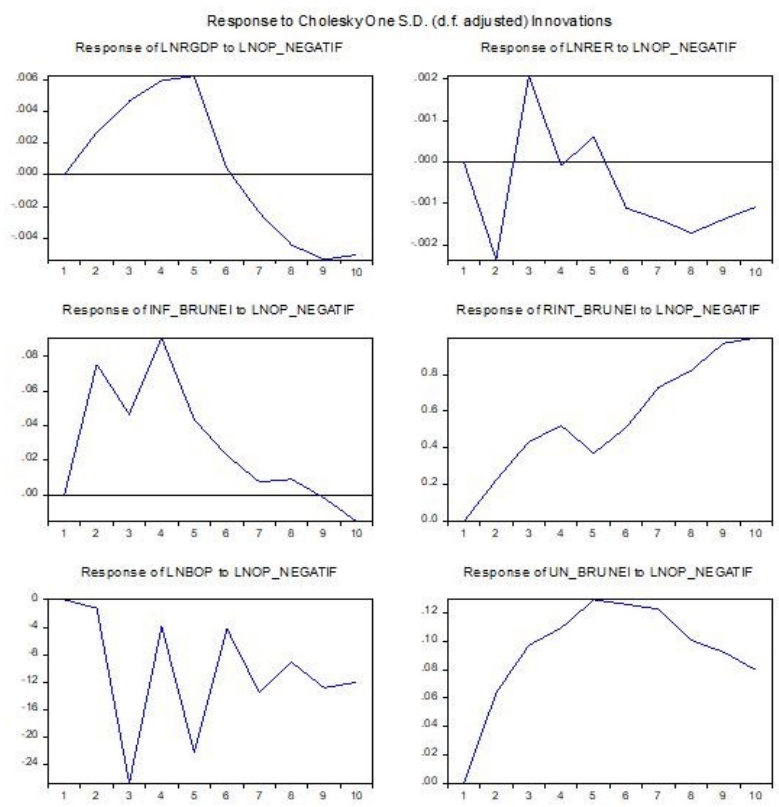 Response to Cholesky One S.D. (d.f. adjusted) Innovations
Response of LNRGDP to LNOP_NEGATIF
.006
.004
.002
.000
-.002
-.004
1 2 3 4 5 6 7 8 9 10
Response of LNRER to LNOP_NEGATIF
.002
.001
.000
-.001
-.002
1 2 3 4 5 6 7 8 9 10
Response of INF_BRUNEI to LNOP_NEGATIF
.08
.06
.04
.02
.00
1 2 3 4 5 6 7 8 9 10
Response of RINT_BRUNEI to LNOP_NEGATIF
0.8
0.6
0.4
0.2
0.0
1 2 3 4 5 6 7 8 9 10
Response of LNBOP to LNOP_NEGATIF
0
-4
-8
-12
-16
-20
-24
1 2 3 4 5 6 7 8 9 10
Response of UN_BRUNEI to LNOP_NEGATIF
.12
.10
.08
.06
.04
.02
.00
1 2 3 4 5 6 7 8 9 10